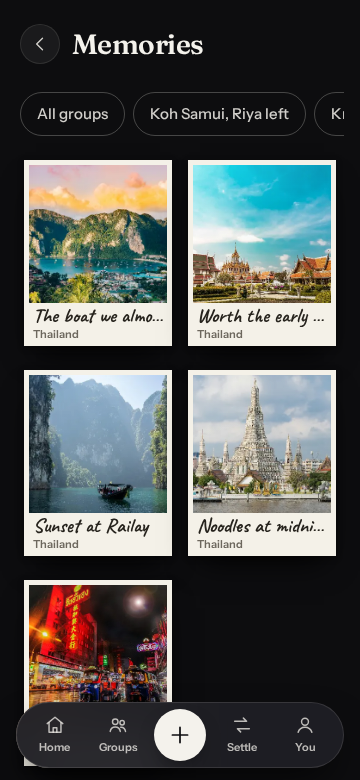 Memories
All groups
Koh Samui, Riya left
The boat we almo...
Thailand
Worth the early ...
Thailand
Sunset at Railay
Thailand
Noodles at midni...
Thailand
Home
Groups
Settle
You